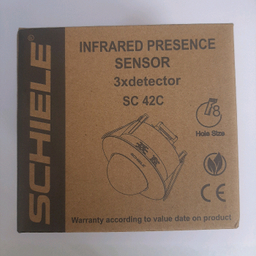 SCHIELE
INFRARED PRESENCE
SENSOR
3xdetector
SC 42C
Hole Size
CE
Warranty according to value date on product